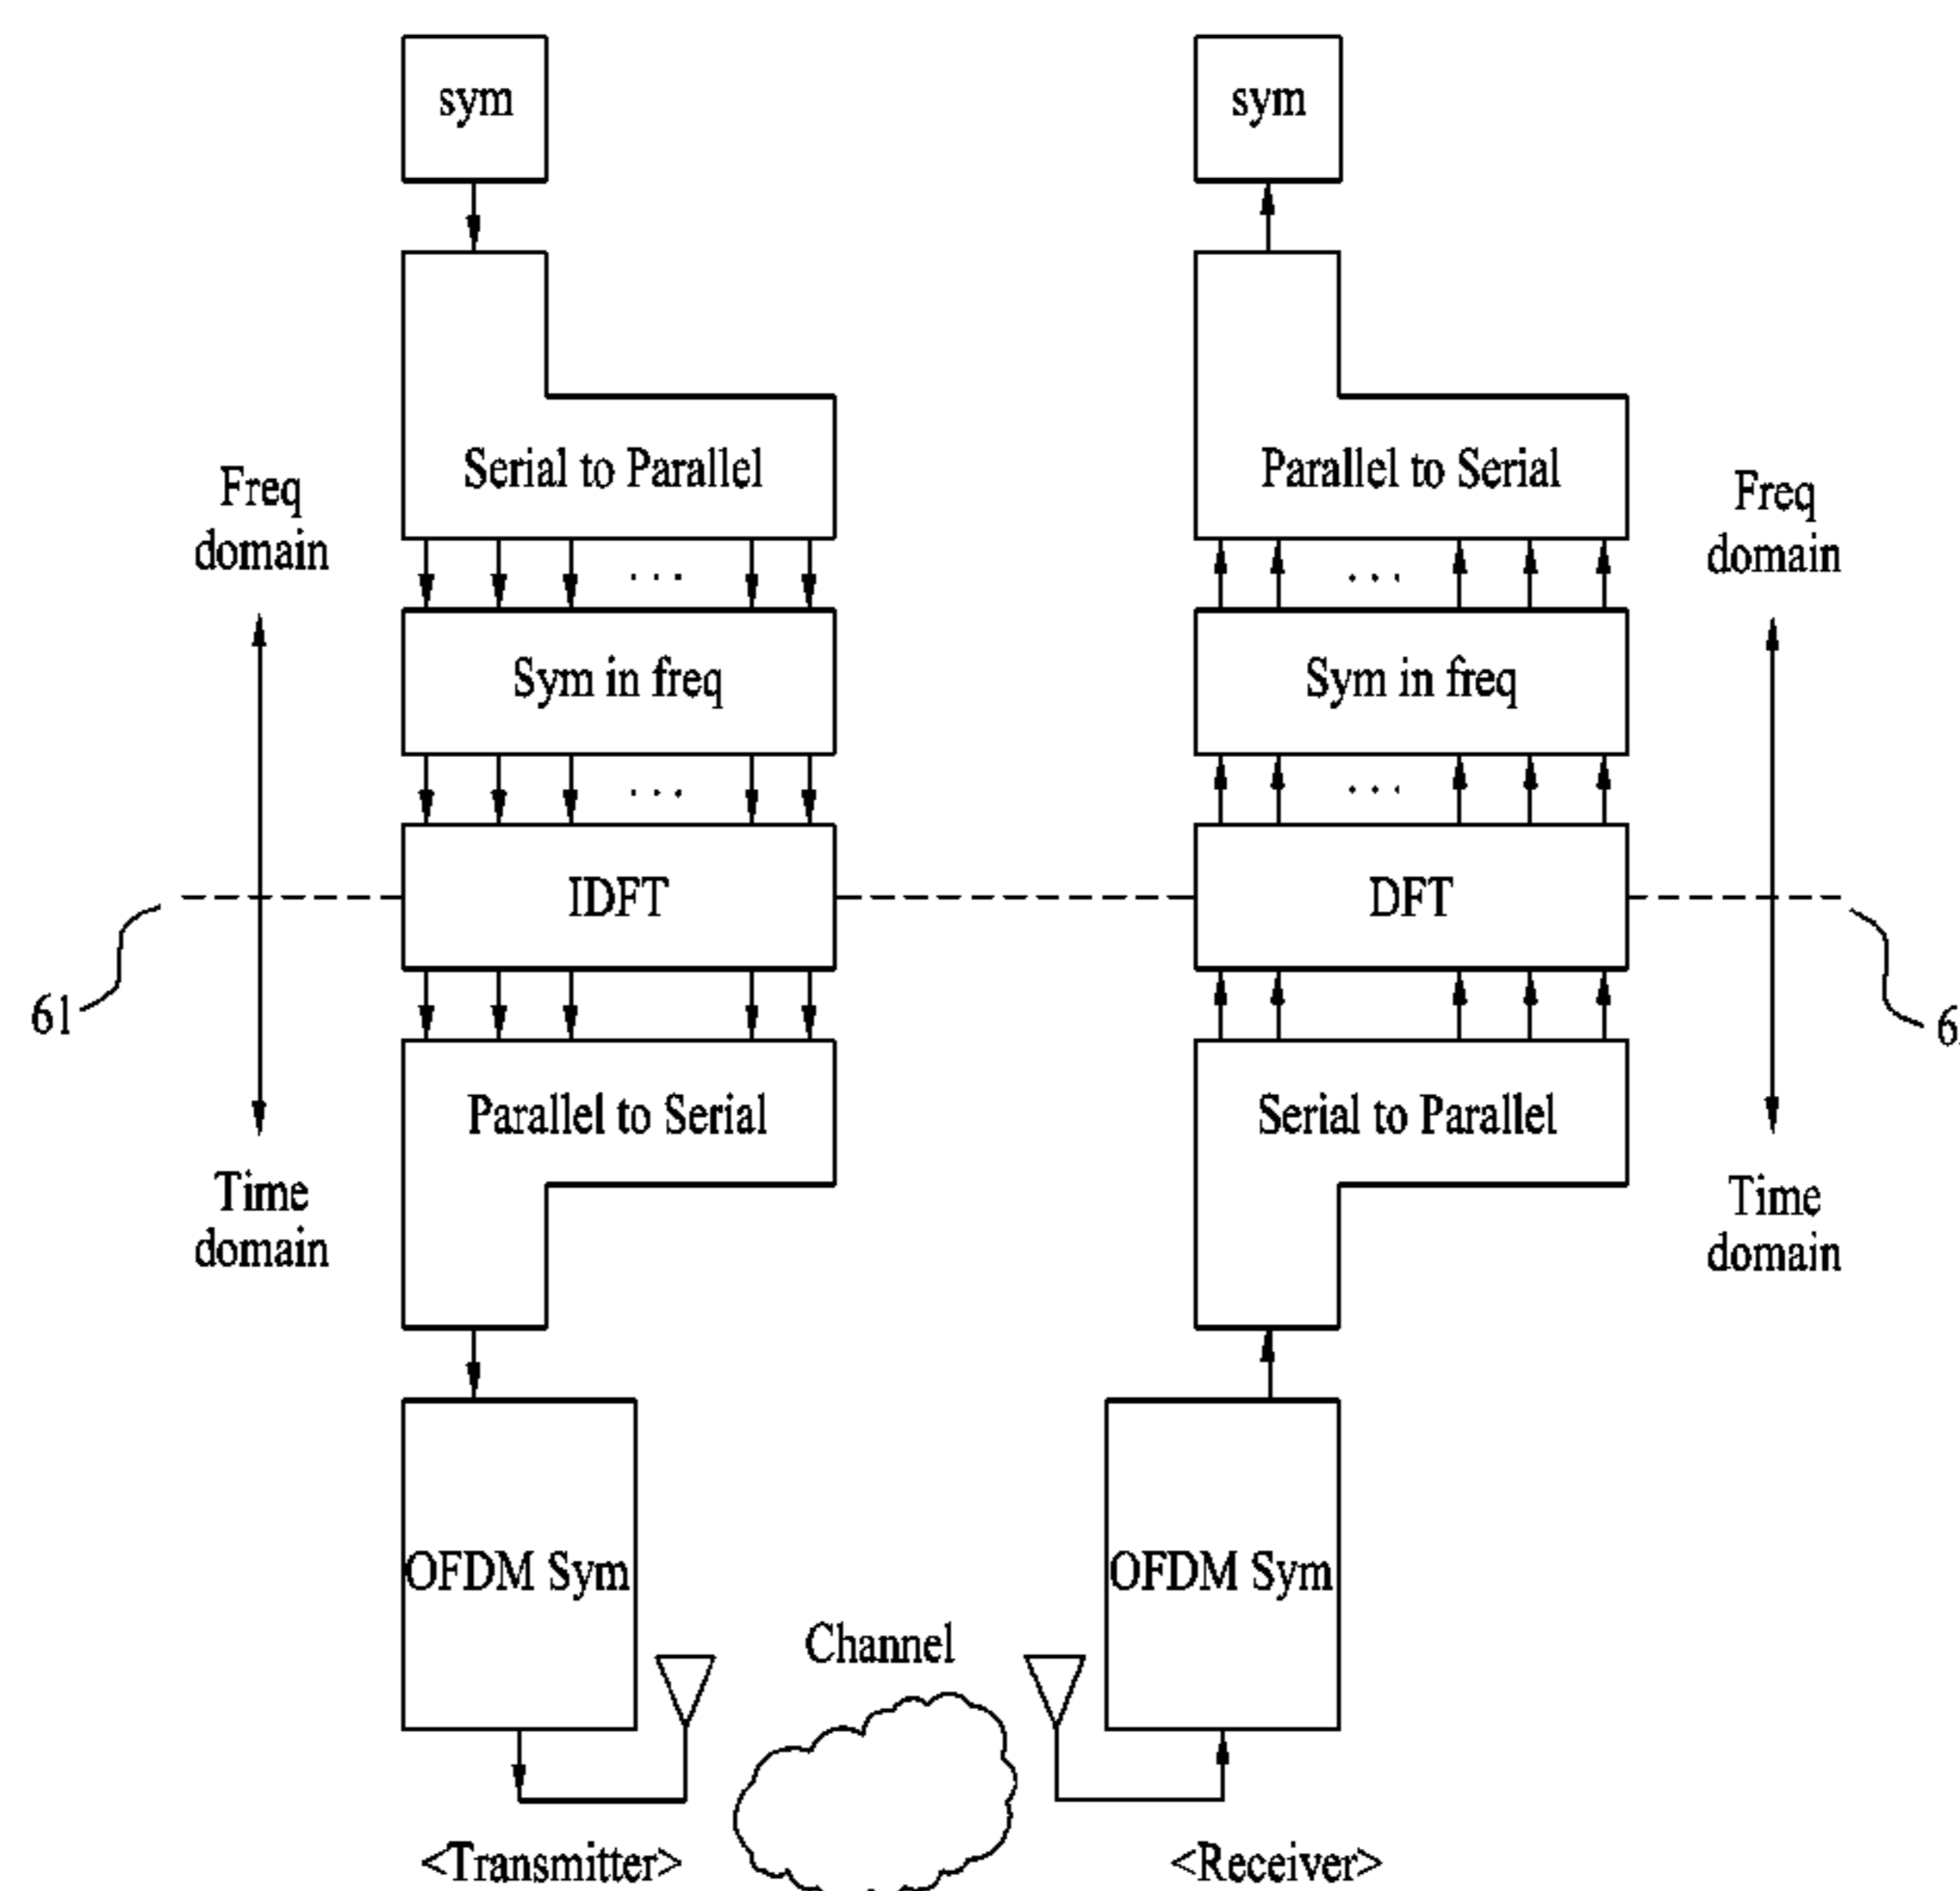 sym
Serial to Parallel
Freq
domain
Sym in freq
IDFT
61
Parallel to Serial
Time
domain
OFDM Sym
<Transmitter>
Channel
sym
Parallel to Serial
Freq
domain
Sym in freq
DFT
Serial to Parallel
Time
domain
OFDM Sym
<Receiver>